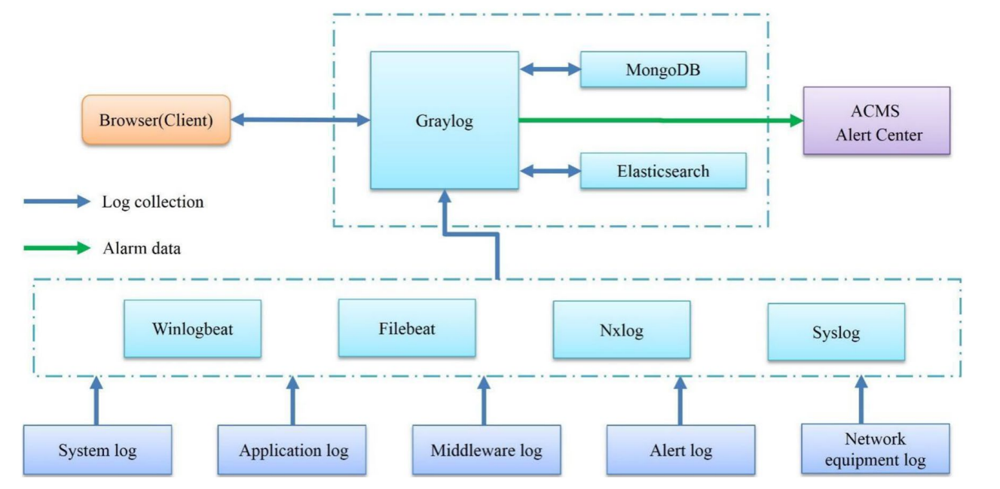 MongoDB
Browser(Client)
Graylog
ACMS
Alert Center
Elasticsearch
Log collection
Alarm data
Winlogbeat
Filebeat
Nxlog
Syslog
System log
Application log
Middleware log
Alert log
Network
equipment log